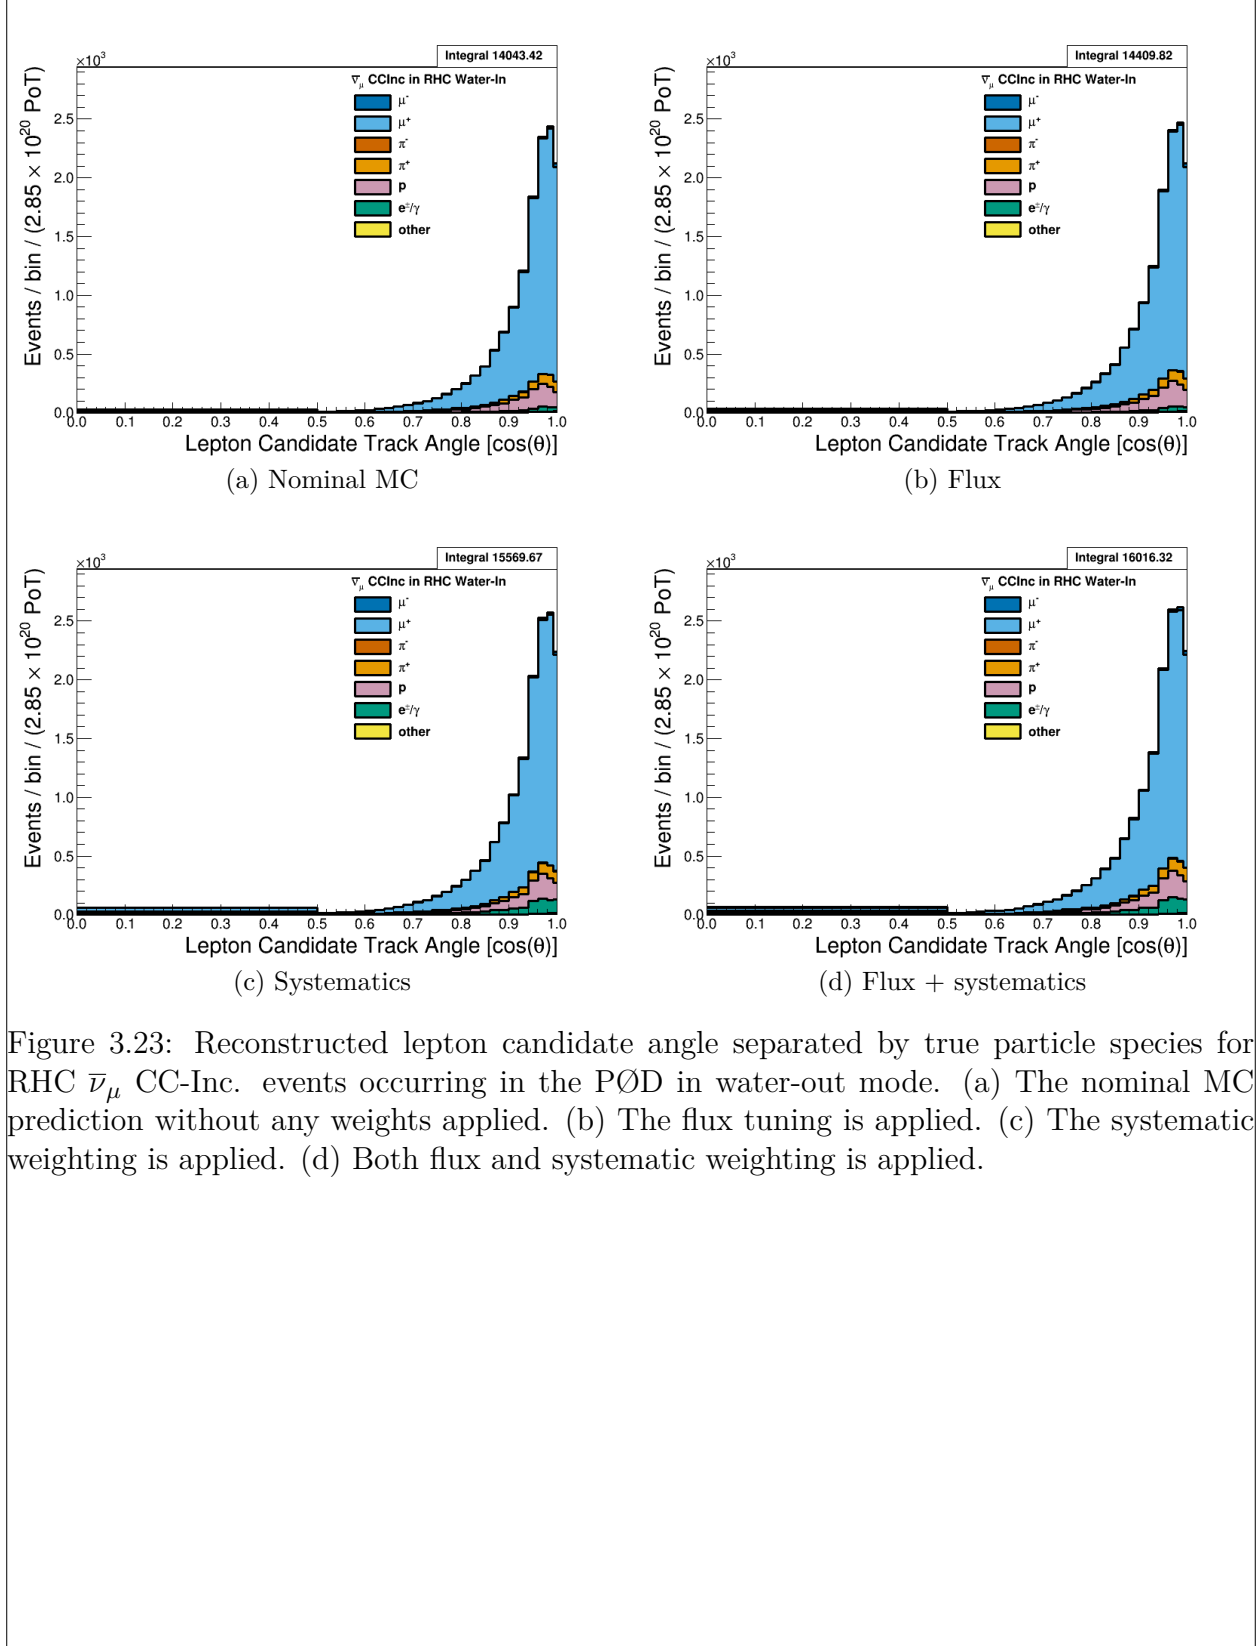 Integral 14043.42
×10³
ν̅μ CCInc in RHC Water-In
μ⁻
μ⁺
π⁻
π⁺
p
e±/γ
other
Events / bin / (2.85 × 10²⁰ PoT)
2.5
2.0
1.5
1.0
0.5
0.0
0.0 0.1 0.2 0.3 0.4 0.5 0.6 0.7 0.8 0.9 1.0
Lepton Candidate Track Angle [cos(θ)]
(a) Nominal MC
Integral 14409.82
×10³
ν̅μ CCInc in RHC Water-In
μ⁻
μ⁺
π⁻
π⁺
p
e±/γ
other
Events / bin / (2.85 × 10²⁰ PoT)
2.5
2.0
1.5
1.0
0.5
0.0
0.0 0.1 0.2 0.3 0.4 0.5 0.6 0.7 0.8 0.9 1.0
Lepton Candidate Track Angle [cos(θ)]
(b) Flux
Integral 15569.67
×10³
ν̅μ CCInc in RHC Water-In
μ⁻
μ⁺
π⁻
π⁺
p
e±/γ
other
Events / bin / (2.85 × 10²⁰ PoT)
2.5
2.0
1.5
1.0
0.5
0.0
0.0 0.1 0.2 0.3 0.4 0.5 0.6 0.7 0.8 0.9 1.0
Lepton Candidate Track Angle [cos(θ)]
(c) Systematics
Integral 16016.32
×10³
ν̅μ CCInc in RHC Water-In
μ⁻
μ⁺
π⁻
π⁺
p
e±/γ
other
Events / bin / (2.85 × 10²⁰ PoT)
2.5
2.0
1.5
1.0
0.5
0.0
0.0 0.1 0.2 0.3 0.4 0.5 0.6 0.7 0.8 0.9 1.0
Lepton Candidate Track Angle [cos(θ)]
(d) Flux + systematics
Figure 3.23: Reconstructed lepton candidate angle separated by true particle species for
RHC ν̅μ CC-Inc. events occurring in the PØD in water-out mode. (a) The nominal MC
prediction without any weights applied. (b) The flux tuning is applied. (c) The systematic
weighting is applied. (d) Both flux and systematic weighting is applied.